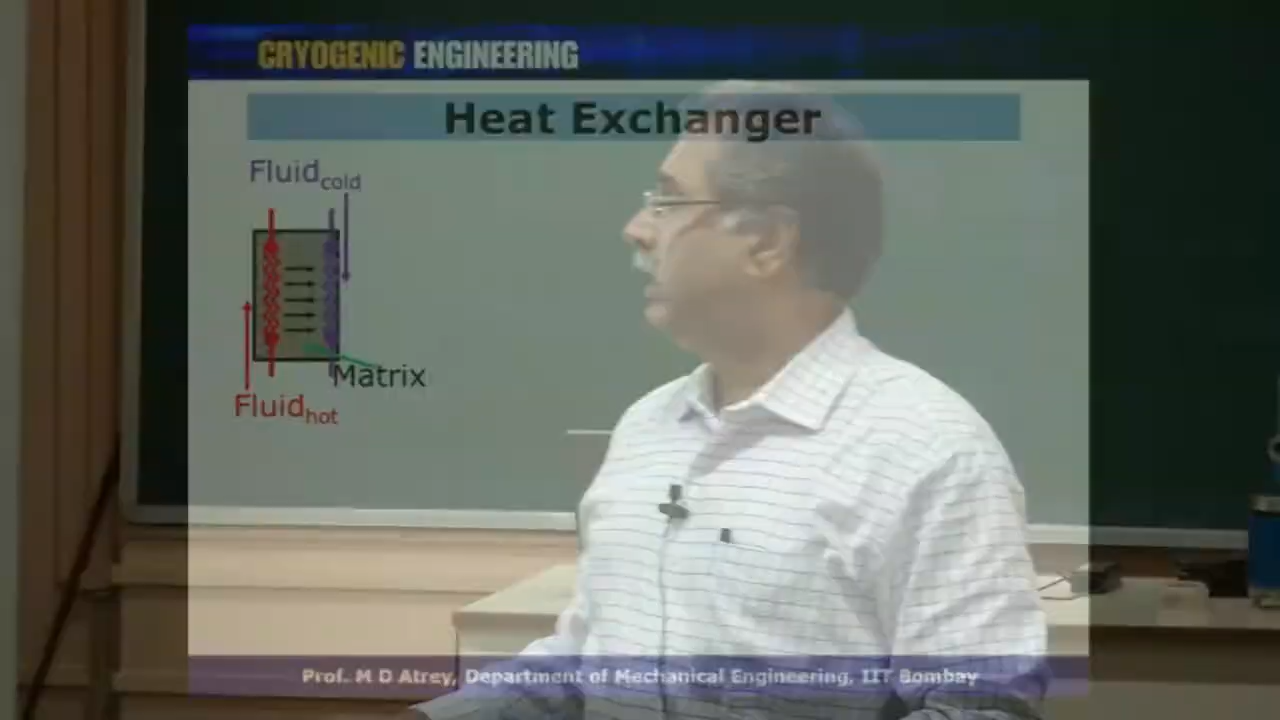 CRYOGENIC ENGINEERING
Heat Exchanger
Fluidcold
Matrix
Fluidhot
Prof. M D Atrey, Department of Mechanical Engineering, IIT Bombay